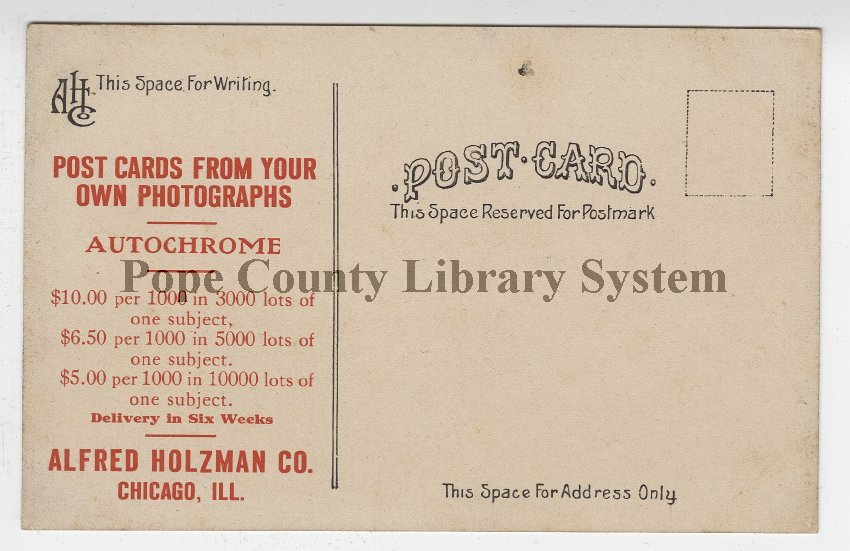 AHCo
This Space For Writing.
POST CARDS FROM YOUR
OWN PHOTOGRAPHS
AUTOCHROME
$10.00 per 1000 in 3000 lots of
one subject,
$6.50 per 1000 in 5000 lots of
one subject.
$5.00 per 1000 in 10000 lots of
one subject.
Delivery in Six Weeks
ALFRED HOLZMAN CO.
CHICAGO, ILL.
.POST·CARD.
This Space Reserved For Postmark
Pope County Library System
This Space For Address Only